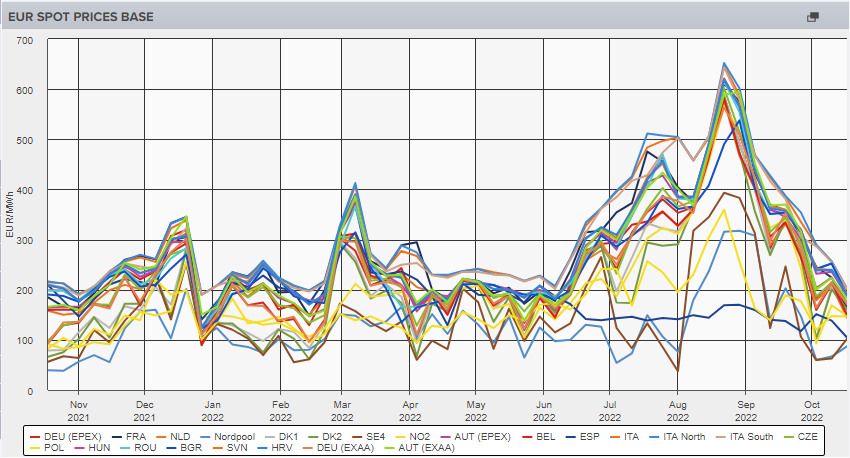 EUR SPOT PRICES BASE
700
600
500
400
300
200
100
0
EUR/MWh
Nov Dec Jan Feb Mar Apr May Jun Jul Aug Sep Oct
2021 2021 2022 2022 2022 2022 2022 2022 2022 2022 2022 2022
DEU (EPEX) FRA NLD Nordpool DK1 DK2 SE4 NO2 AUT (EPEX) BEL ESP ITA ITA North ITA South CZE
POL HUN ROU BGR SVN HRV DEU (EXAA) AUT (EXAA)